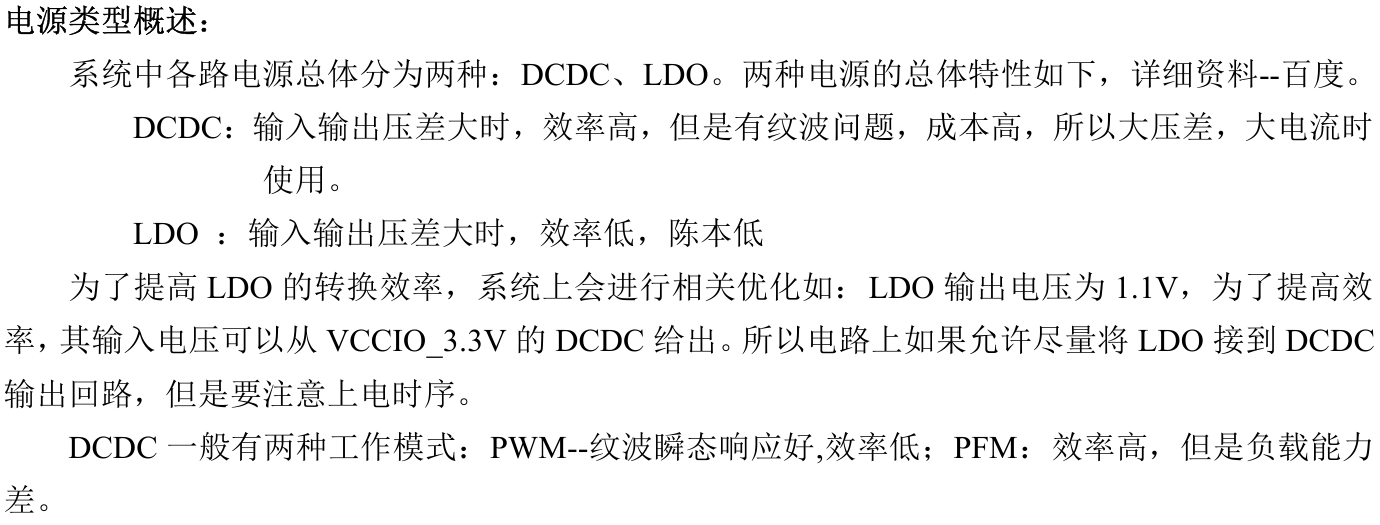 电源类型概述：
系统中各路电源总体分为两种：DCDC、LDO。两种电源的总体特性如下，详细资料--百度。
DCDC：输入输出压差大时，效率高，但是有纹波问题，成本高，所以大压差，大电流时
使用。
LDO ：输入输出压差大时，效率低，陈本低
为了提高 LDO 的转换效率，系统上会进行相关优化如：LDO 输出电压为 1.1V，为了提高效
率，其输入电压可以从 VCCIO_3.3V 的 DCDC 给出。所以电路上如果允许尽量将 LDO 接到 DCDC
输出回路，但是要注意上电时序。
DCDC 一般有两种工作模式：PWM--纹波瞬态响应好,效率低；PFM：效率高，但是负载能力
差。